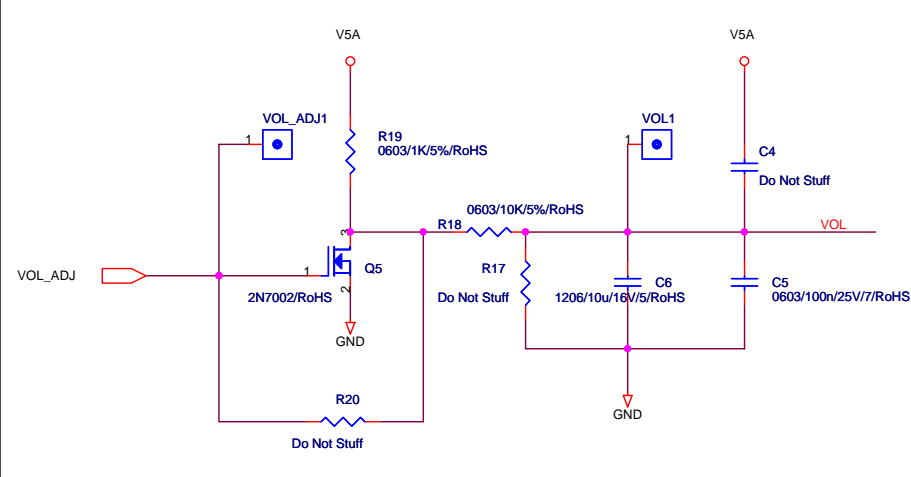 V5A
V5A
VOL_ADJ1
1
VOL1
1
R19
0603/1K/5%/RoHS
C4
Do Not Stuff
0603/10K/5%/RoHS
R18
3
VOL
VOL_ADJ
1
Q5
2
2N7002/RoHS
R17
Do Not Stuff
C6
1206/10u/16V/5/RoHS
C5
0603/100n/25V/7/RoHS
GND
R20
Do Not Stuff
GND